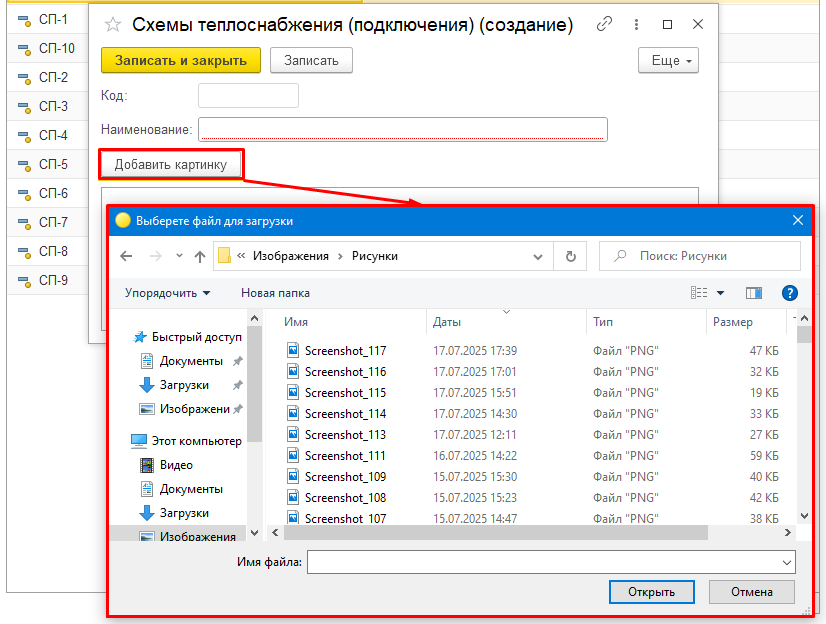 СП-1
СП-10
СП-2
СП-3
СП-4
СП-5
СП-6
СП-7
СП-8
СП-9
Схемы теплоснабжения (подключения) (создание)
Записать и закрыть
Записать
Еще
Код:
Наименование:
Добавить картинку
Выберете файл для загрузки
« Изображения › Рисунки
Поиск: Рисунки
Упорядочить
Новая папка
?
Быстрый доступ
Документы
Загрузки
Изображени
Этот компьютер
Видео
Документы
Загрузки
Изображения
Имя Даты Тип Размер
Screenshot_117 17.07.2025 17:39 Файл "PNG" 47 КБ
Screenshot_116 17.07.2025 17:01 Файл "PNG" 32 КБ
Screenshot_115 17.07.2025 15:51 Файл "PNG" 19 КБ
Screenshot_114 17.07.2025 14:30 Файл "PNG" 33 КБ
Screenshot_113 17.07.2025 12:11 Файл "PNG" 27 КБ
Screenshot_111 16.07.2025 14:22 Файл "PNG" 59 КБ
Screenshot_109 15.07.2025 15:30 Файл "PNG" 40 КБ
Screenshot_108 15.07.2025 15:23 Файл "PNG" 42 КБ
Screenshot_107 15.07.2025 14:47 Файл "PNG" 38 КБ
Имя файла:
Открыть
Отмена